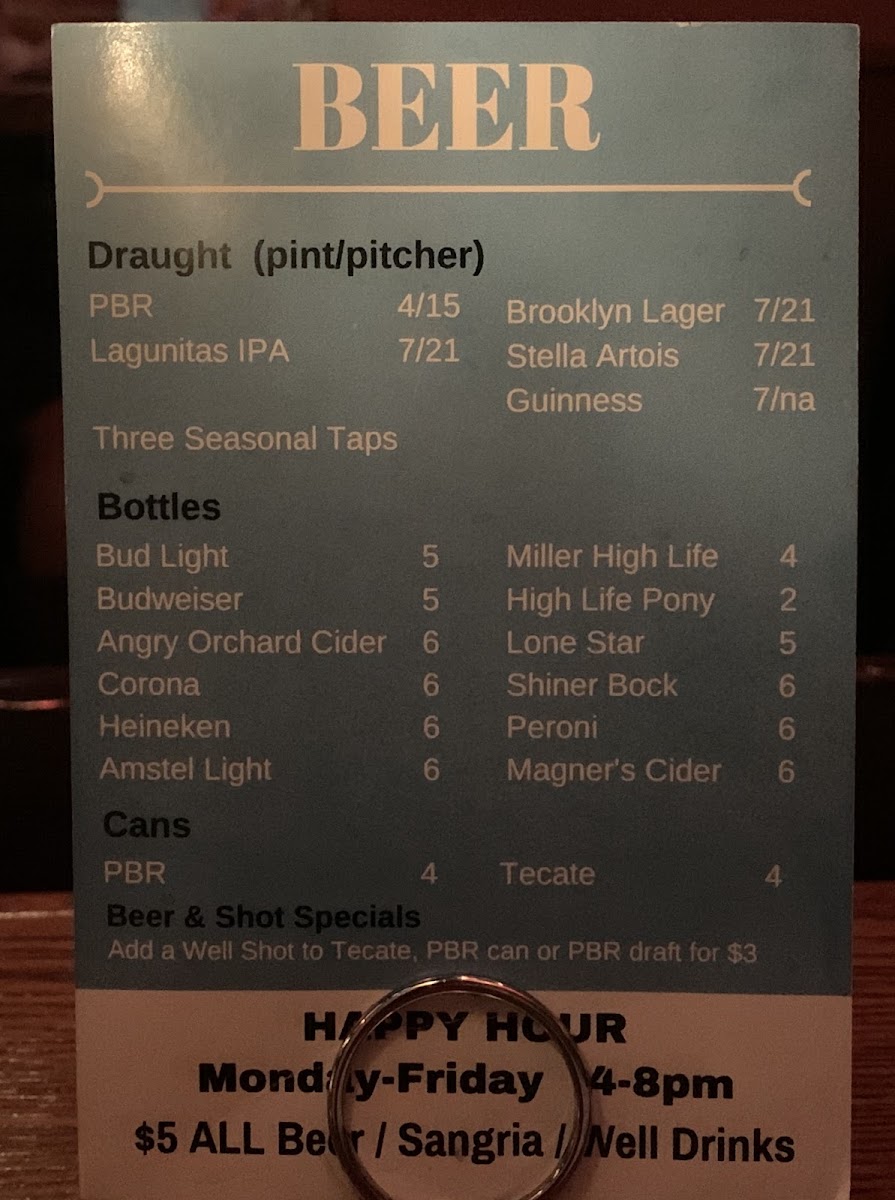 BEER
Draught (pint/pitcher)
PBR 4/15
Lagunitas IPA 7/21
Brooklyn Lager 7/21
Stella Artois 7/21
Guinness 7/na
Three Seasonal Taps
Bottles
Bud Light 5
Budweiser 5
Angry Orchard Cider 6
Corona 6
Heineken 6
Amstel Light 6
Miller High Life 4
High Life Pony 2
Lone Star 5
Shiner Bock 6
Peroni 6
Magner's Cider 6
Cans
PBR 4
Tecate 4
Beer & Shot Specials
Add a Well Shot to Tecate, PBR can or PBR draft for $3
HAPPY HOUR
Monday-Friday 4-8pm
$5 ALL Beer / Sangria / Well Drinks